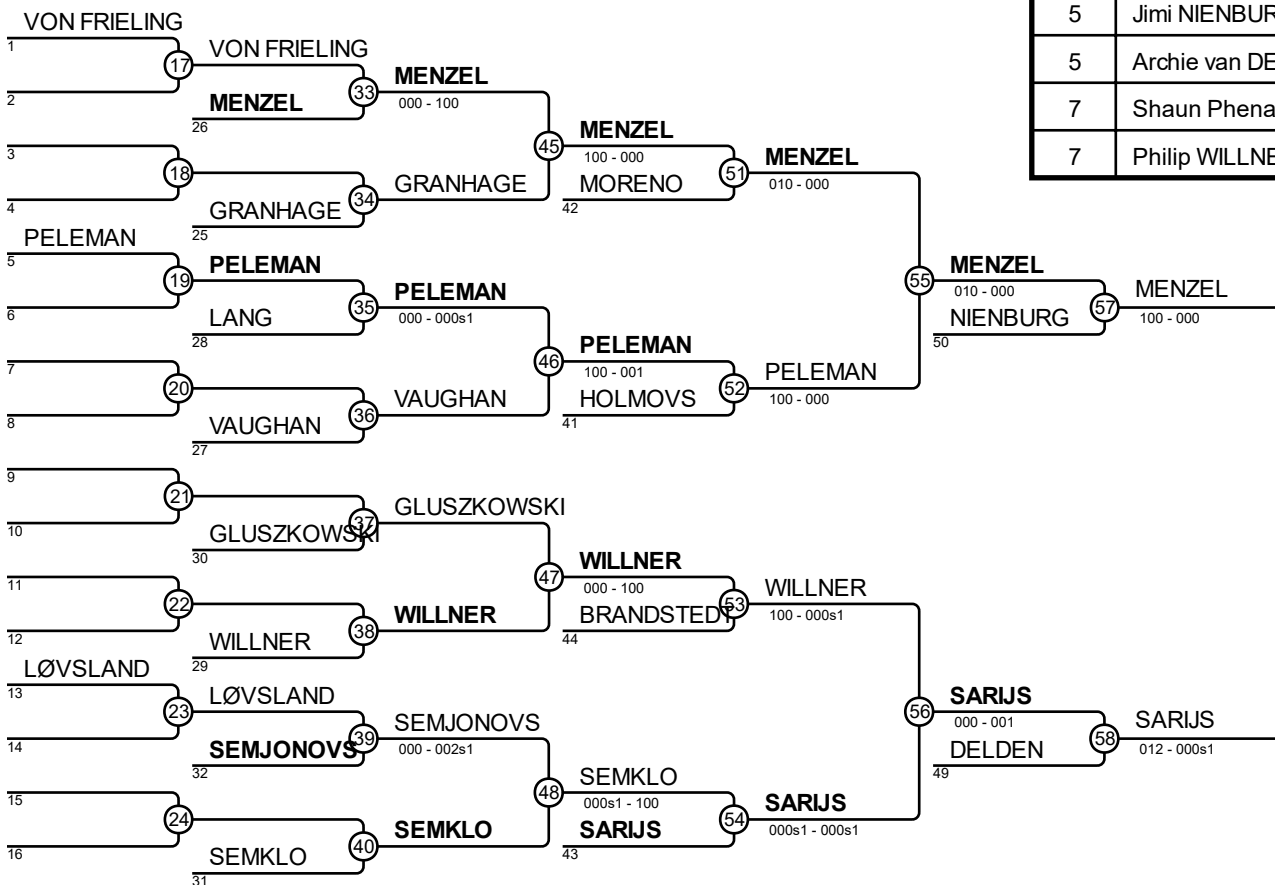 5 Jimi NIENBUR
5 Archie van DE
7 Shaun Phena
7 Philip WILLNE
VON FRIELING
1
17
2
VON FRIELING
MENZEL
26
33
MENZEL
000 - 100
3
18
4
GRANHAGE
25
34
GRANHAGE
45
MENZEL
100 - 000
MORENO
42
51
MENZEL
010 - 000
PELEMAN
5
19
6
PELEMAN
LANG
28
35
PELEMAN
000 - 000s1
7
20
8
VAUGHAN
27
36
VAUGHAN
46
PELEMAN
100 - 001
HOLMOVS
41
52
PELEMAN
100 - 000
55
MENZEL
010 - 000
NIENBURG
50
57
MENZEL
100 - 000
9
21
10
GLUSZKOWSKI
30
37
GLUSZKOWSKI
11
22
12
WILLNER
29
38
WILLNER
47
WILLNER
000 - 100
BRANDSTEDT
44
53
WILLNER
100 - 000s1
LØVSLAND
13
23
14
LØVSLAND
SEMJONOVS
32
39
SEMJONOVS
000 - 002s1
15
24
16
SEMKLO
31
40
SEMKLO
48
SEMKLO
000s1 - 100
SARIJS
43
54
SARIJS
000s1 - 000s1
56
SARIJS
000 - 001
DELDEN
49
58
SARIJS
012 - 000s1